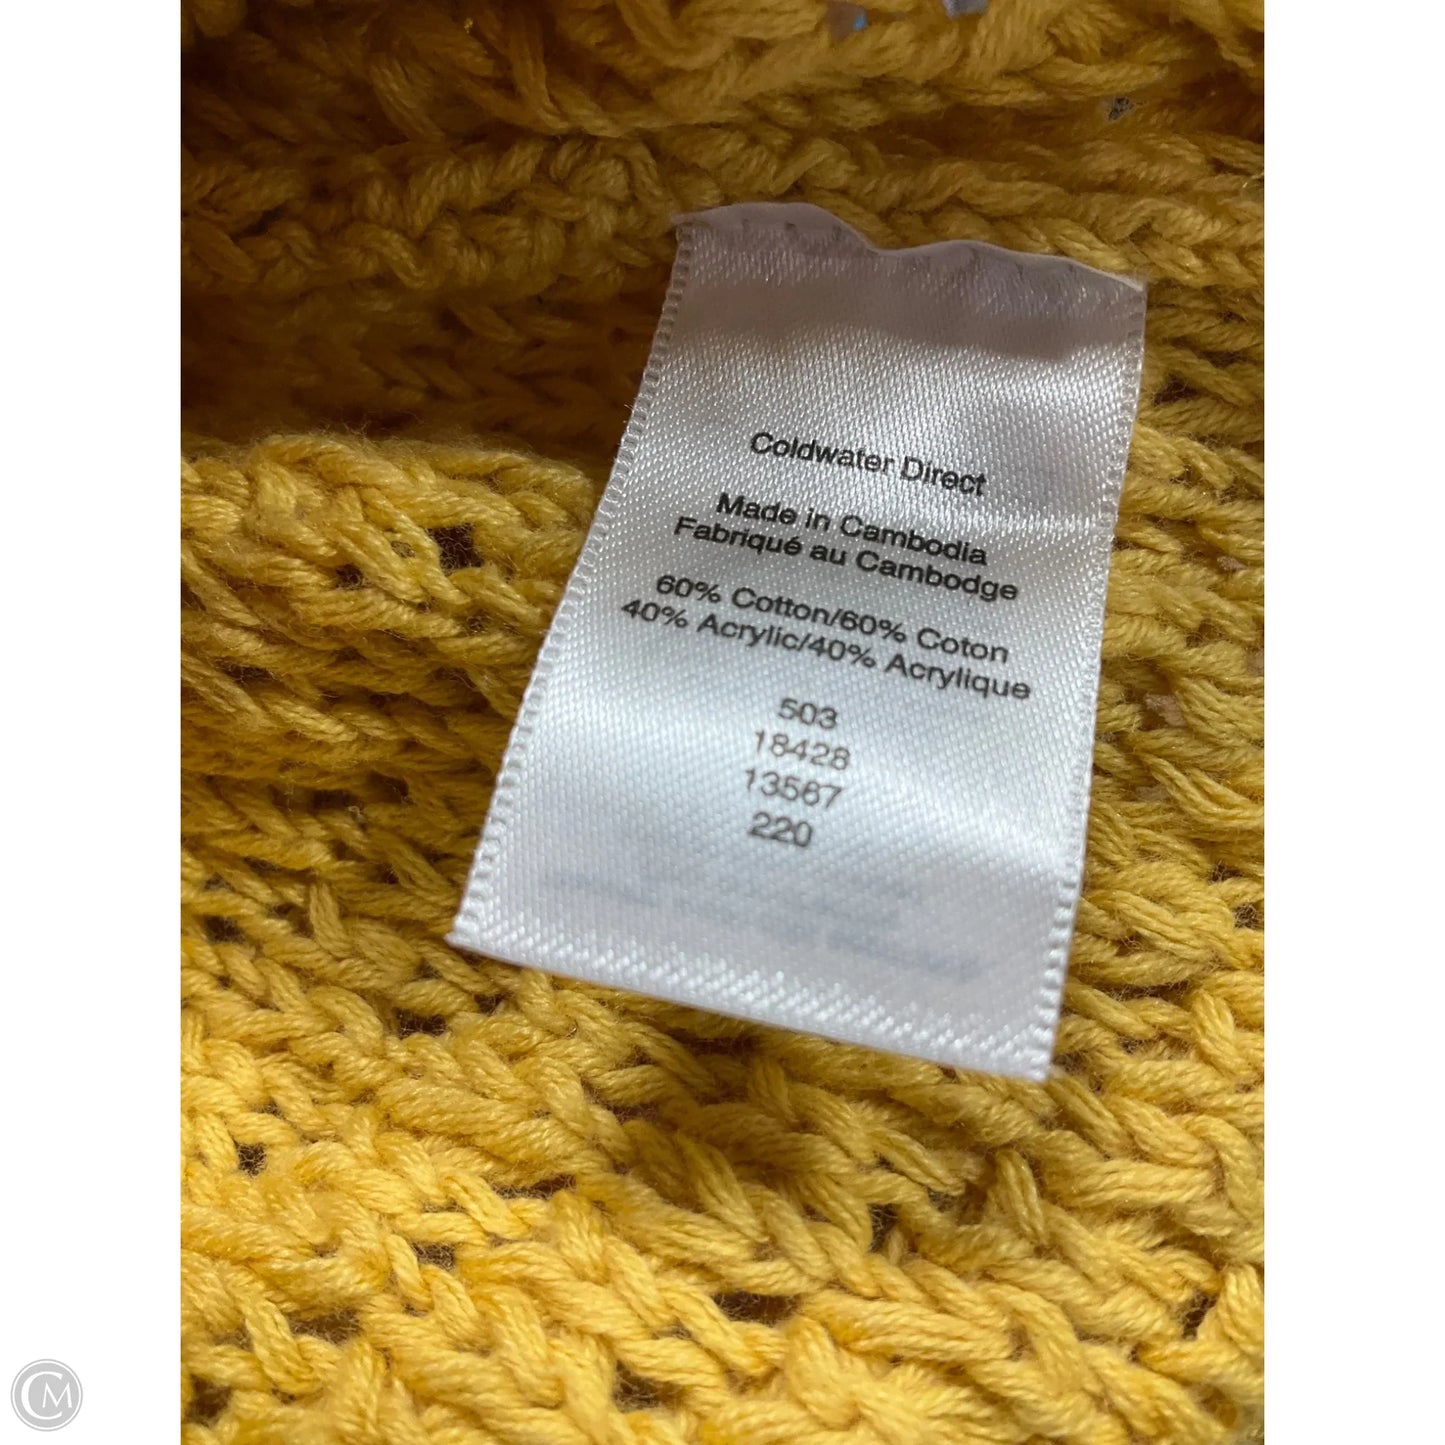 Coldwater Direct
Made in Cambodia
Fabriqué au Cambodge
60% Cotton/60% Coton
40% Acrylic/40% Acrylique
503
18428
13567
220
CM